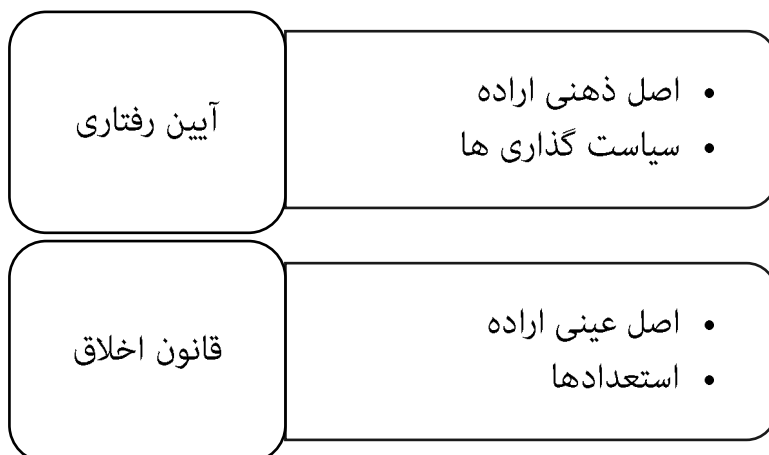 آیین رفتاری
• اصل ذهنی اراده
• سیاست گذاری ها
قانون اخلاق
• اصل عینی اراده
• استعدادها